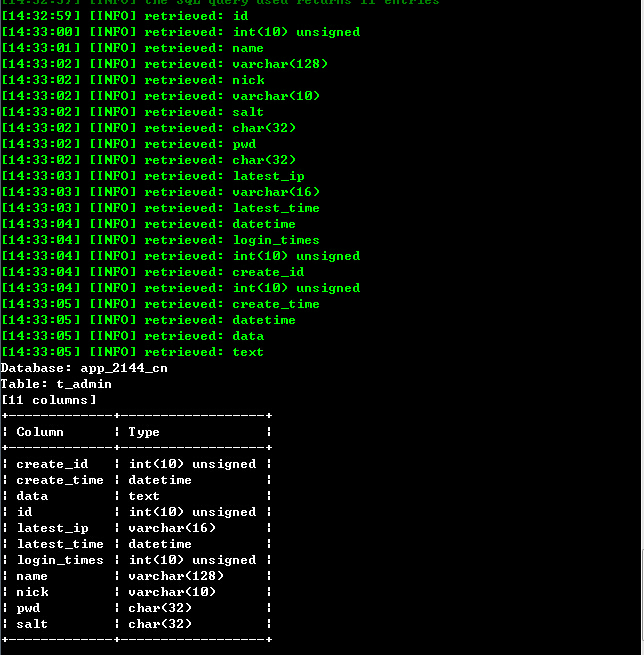 [14:32:59] [INFO] the SQL query used returns 11 entries
[14:32:59] [INFO] retrieved: id
[14:33:00] [INFO] retrieved: int(10) unsigned
[14:33:01] [INFO] retrieved: name
[14:33:02] [INFO] retrieved: varchar(128)
[14:33:02] [INFO] retrieved: nick
[14:33:02] [INFO] retrieved: varchar(10)
[14:33:02] [INFO] retrieved: salt
[14:33:02] [INFO] retrieved: char(32)
[14:33:02] [INFO] retrieved: pwd
[14:33:02] [INFO] retrieved: char(32)
[14:33:03] [INFO] retrieved: latest_ip
[14:33:03] [INFO] retrieved: varchar(16)
[14:33:03] [INFO] retrieved: latest_time
[14:33:04] [INFO] retrieved: datetime
[14:33:04] [INFO] retrieved: login_times
[14:33:04] [INFO] retrieved: int(10) unsigned
[14:33:04] [INFO] retrieved: create_id
[14:33:04] [INFO] retrieved: int(10) unsigned
[14:33:05] [INFO] retrieved: create_time
[14:33:05] [INFO] retrieved: datetime
[14:33:05] [INFO] retrieved: data
[14:33:05] [INFO] retrieved: text
Database: app_2144_cn
Table: t_admin
[11 columns]
+-------------+------------------+
| Column | Type |
+-------------+------------------+
| create_id | int(10) unsigned |
| create_time | datetime |
| data | text |
| id | int(10) unsigned |
| latest_ip | varchar(16) |
| latest_time | datetime |
| login_times | int(10) unsigned |
| name | varchar(128) |
| nick | varchar(10) |
| pwd | char(32) |
| salt | char(32) |
+-------------+------------------+